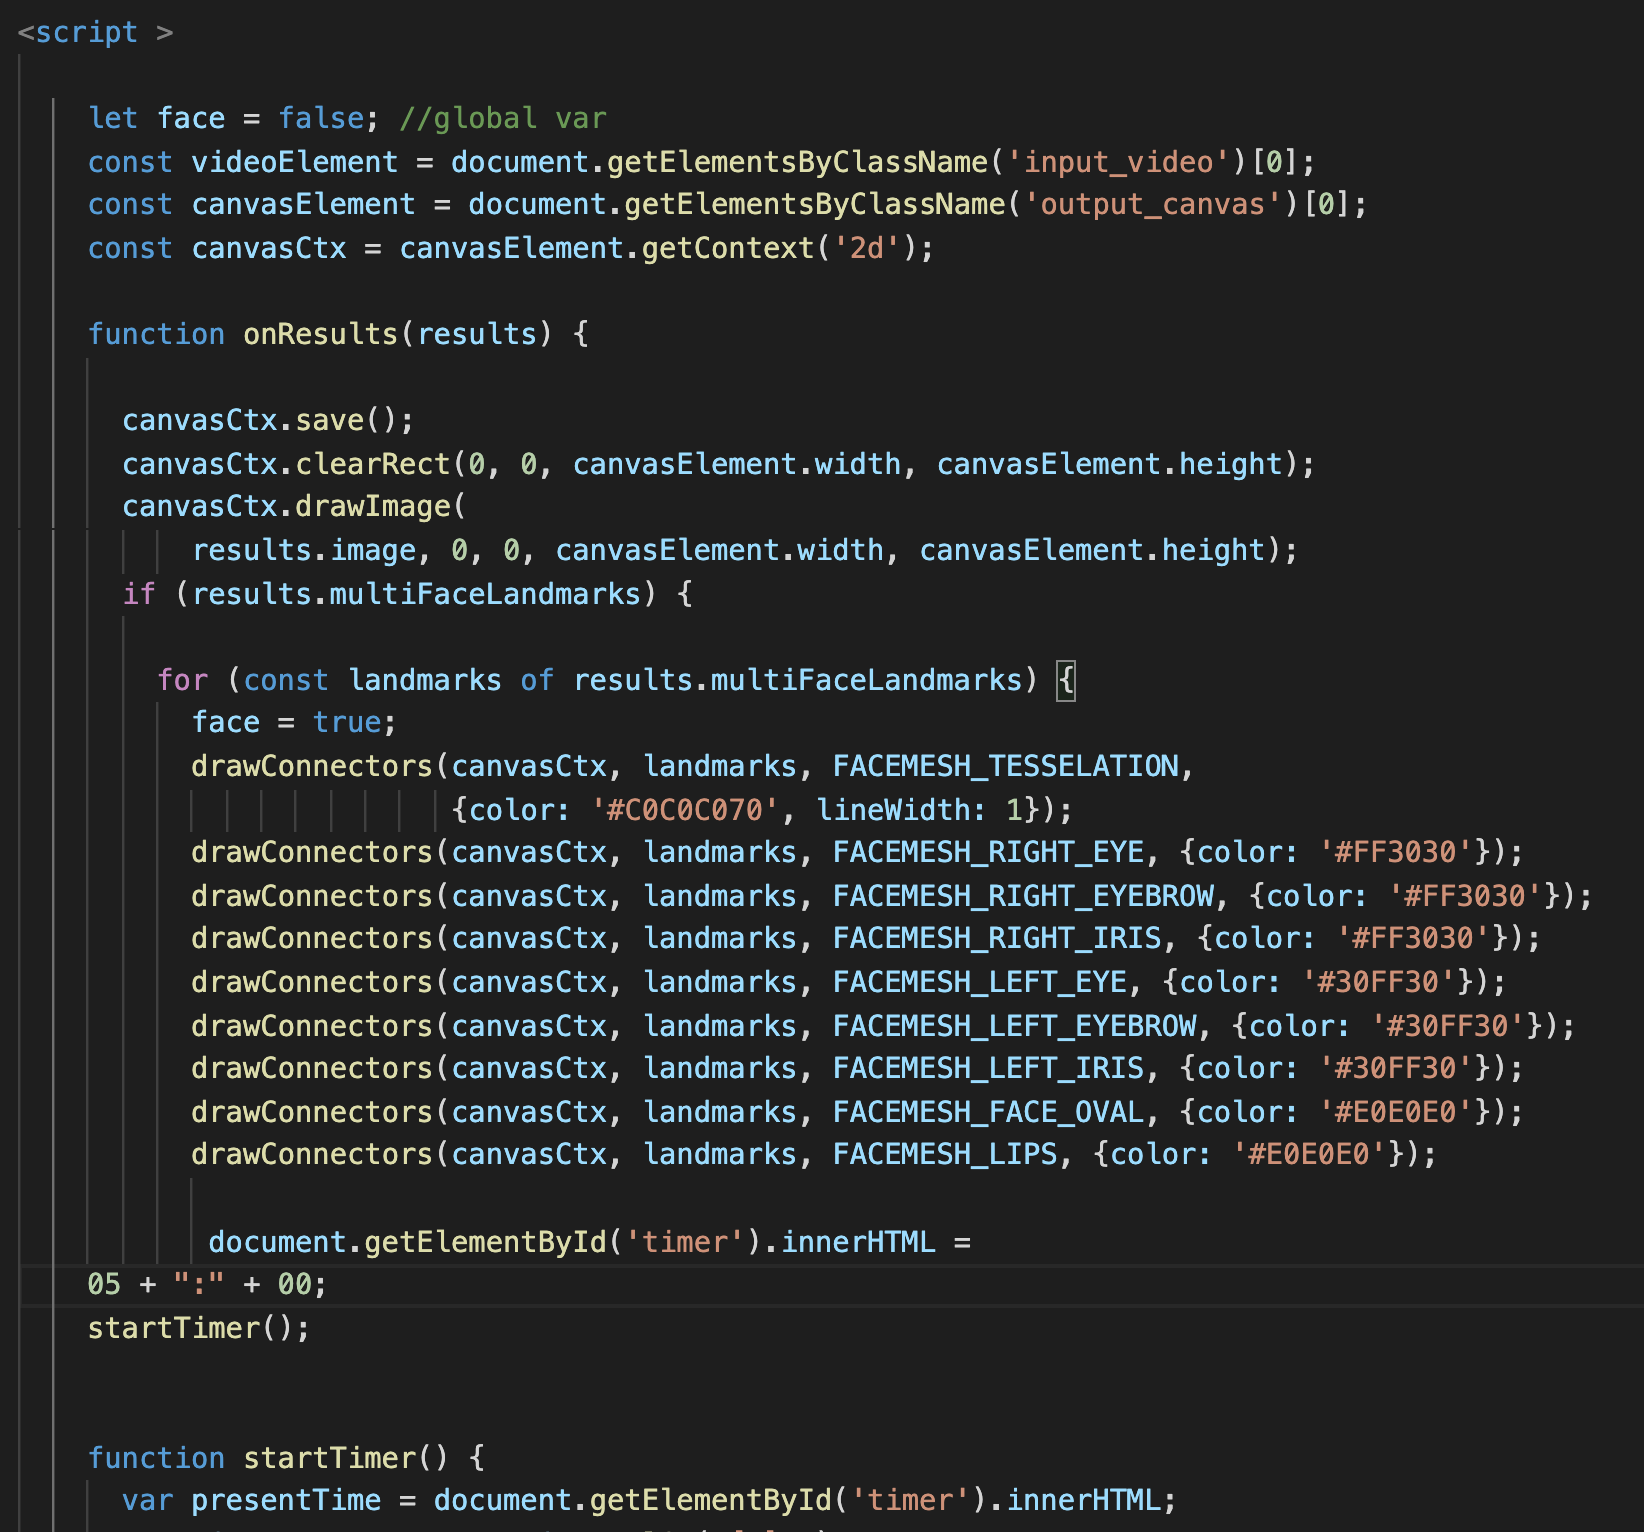 <script >
let face = false; //global var
const videoElement = document.getElementsByClassName('input_video')[0];
const canvasElement = document.getElementsByClassName('output_canvas')[0];
const canvasCtx = canvasElement.getContext('2d');
function onResults(results) {
canvasCtx.save();
canvasCtx.clearRect(0, 0, canvasElement.width, canvasElement.height);
canvasCtx.drawImage(
results.image, 0, 0, canvasElement.width, canvasElement.height);
if (results.multiFaceLandmarks) {
for (const landmarks of results.multiFaceLandmarks) {
face = true;
drawConnectors(canvasCtx, landmarks, FACEMESH_TESSELATION,
{color: '#C0C0C070', lineWidth: 1});
drawConnectors(canvasCtx, landmarks, FACEMESH_RIGHT_EYE, {color: '#FF3030'});
drawConnectors(canvasCtx, landmarks, FACEMESH_RIGHT_EYEBROW, {color: '#FF3030'});
drawConnectors(canvasCtx, landmarks, FACEMESH_RIGHT_IRIS, {color: '#FF3030'});
drawConnectors(canvasCtx, landmarks, FACEMESH_LEFT_EYE, {color: '#30FF30'});
drawConnectors(canvasCtx, landmarks, FACEMESH_LEFT_EYEBROW, {color: '#30FF30'});
drawConnectors(canvasCtx, landmarks, FACEMESH_LEFT_IRIS, {color: '#30FF30'});
drawConnectors(canvasCtx, landmarks, FACEMESH_FACE_OVAL, {color: '#E0E0E0'});
drawConnectors(canvasCtx, landmarks, FACEMESH_LIPS, {color: '#E0E0E0'});
document.getElementById('timer').innerHTML =
05 + ":" + 00;
startTimer();
function startTimer() {
var presentTime = document.getElementById('timer').innerHTML;